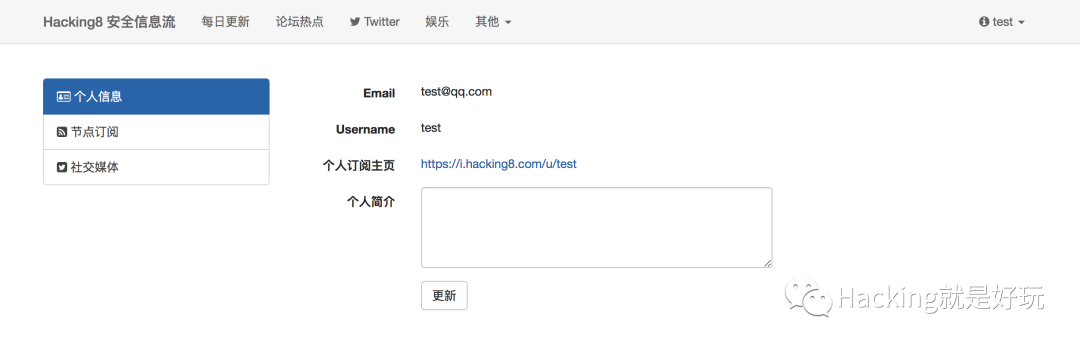 Hacking8 安全信息流 每日更新 论坛热点 Twitter 娱乐 其他 test
个人信息
节点订阅
社交媒体
Email test@qq.com
Username test
个人订阅主页 https://i.hacking8.com/u/test
个人简介
更新
Hacking就是好玩